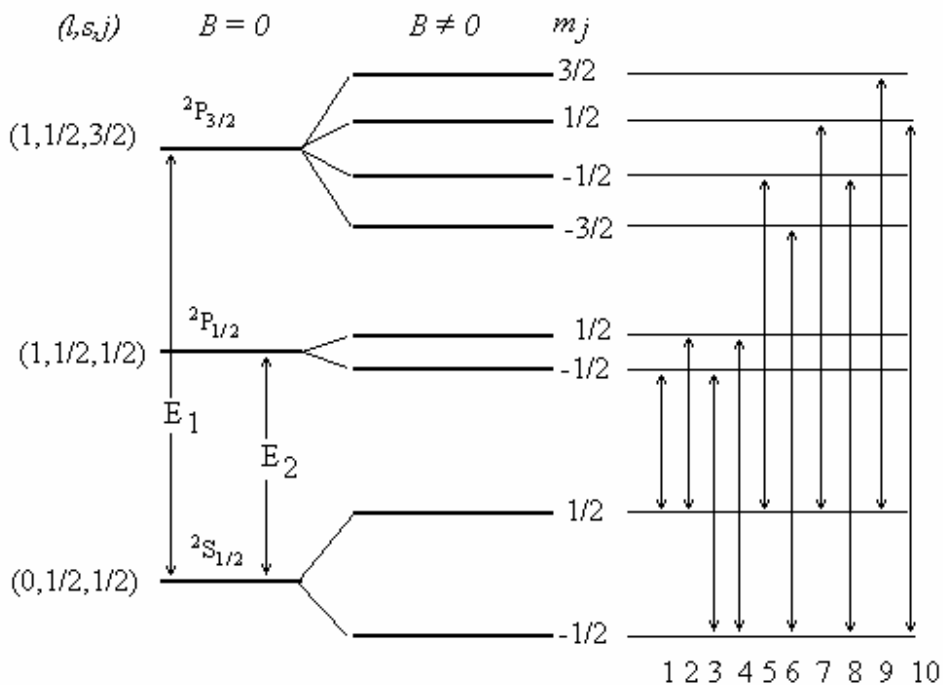 (l,s,j) B = 0 B ≠ 0 m j
3/2
²P3/2
1/2
(1,1/2,3/2)
-1/2
-3/2
²P1/2
1/2
(1,1/2,1/2)
-1/2
E1
E2
1/2
²S1/2
(0,1/2,1/2)
-1/2
1 2 3 4 5 6 7 8 9 10